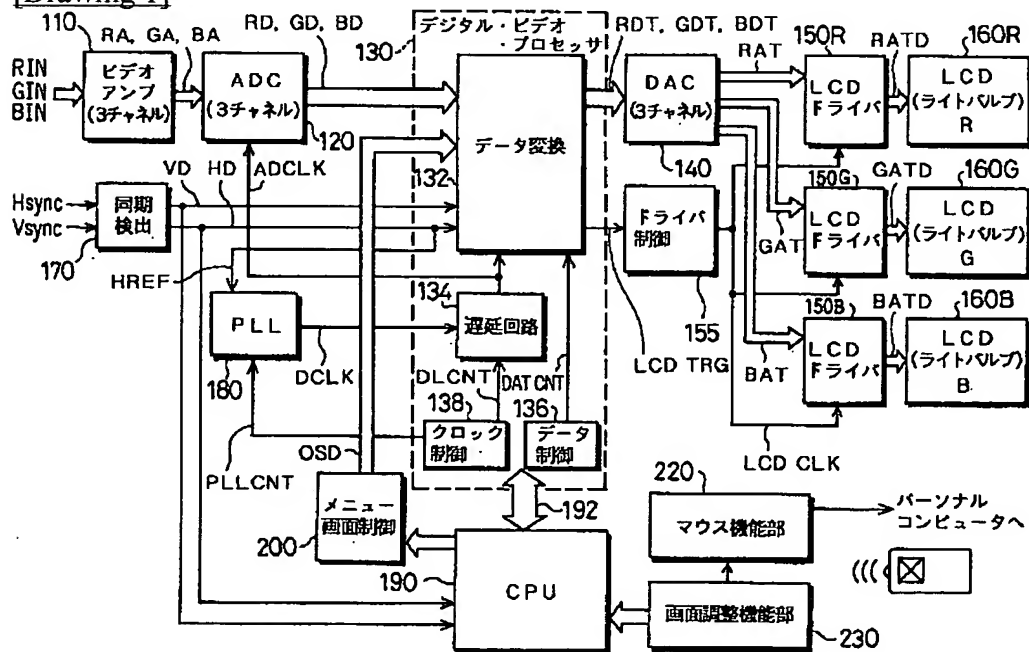 [Drawing 1]
110
RA, GA, BA
RD, GD, BD
130
デジタル・ビデオ
・プロセッサ
RDT, GDT, BDT
RAT
150R
RATD
160R
RIN
GIN
BIN
ビデオ
アンプ
(3チャネル)
ADC
(3チャネル)
120
データ変換
132
DAC
(3チャネル)
140
LCD
ドライバ
LCD
(ライトバルブ)
R
VD
HD
ADCLK
Hsync
Vsync
同期
検出
170
HREF
ドライバ
制御
155
150G
GATD
160G
GAT
LCD
ドライバ
LCD
(ライトバルブ)
G
134
遅延回路
PLL
180
DCLK
DLCNT
DAT CNT
LCD TRG
150B
BATD
160B
BAT
LCD
ドライバ
LCD
(ライトバルブ)
B
138
クロック
制御
136
データ
制御
OSD
PLLCNT
LCD CLK
メニュー
画面制御
200
192
190
CPU
220
マウス機能部
パーソナル
コンピュータへ
画面調整機能部
230